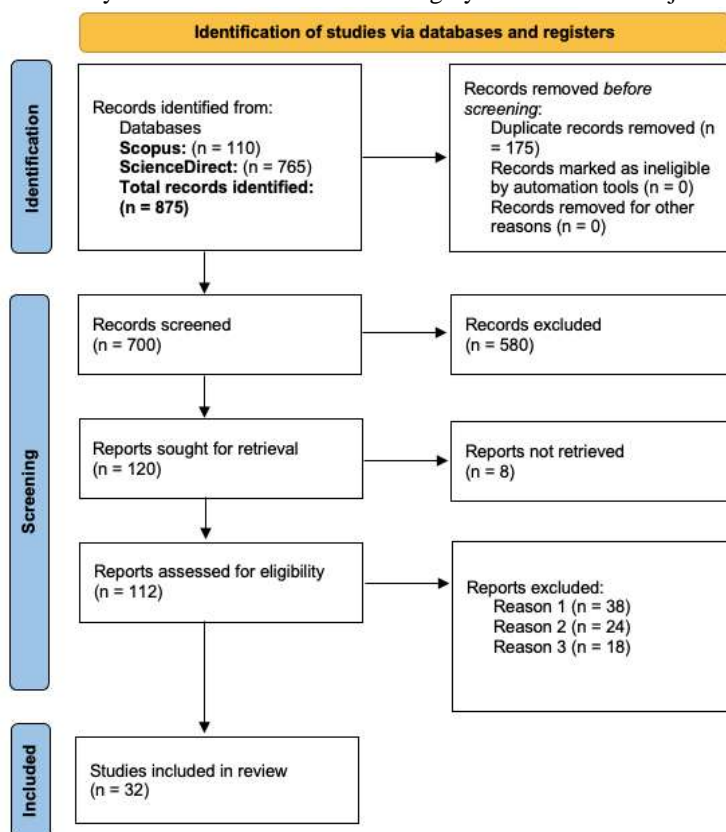 Identification of studies via databases and registers
Identification
Records identified from:
Databases
Scopus: (n = 110)
ScienceDirect: (n = 765)
Total records identified:
(n = 875)
Records removed before
screening:
Duplicate records removed (n
= 175)
Records marked as ineligible
by automation tools (n = 0)
Records removed for other
reasons (n = 0)
Screening
Records screened
(n = 700)
Records excluded
(n = 580)
Reports sought for retrieval
(n = 120)
Reports not retrieved
(n = 8)
Reports assessed for eligibility
(n = 112)
Reports excluded:
Reason 1 (n = 38)
Reason 2 (n = 24)
Reason 3 (n = 18)
Included
Studies included in review
(n = 32)